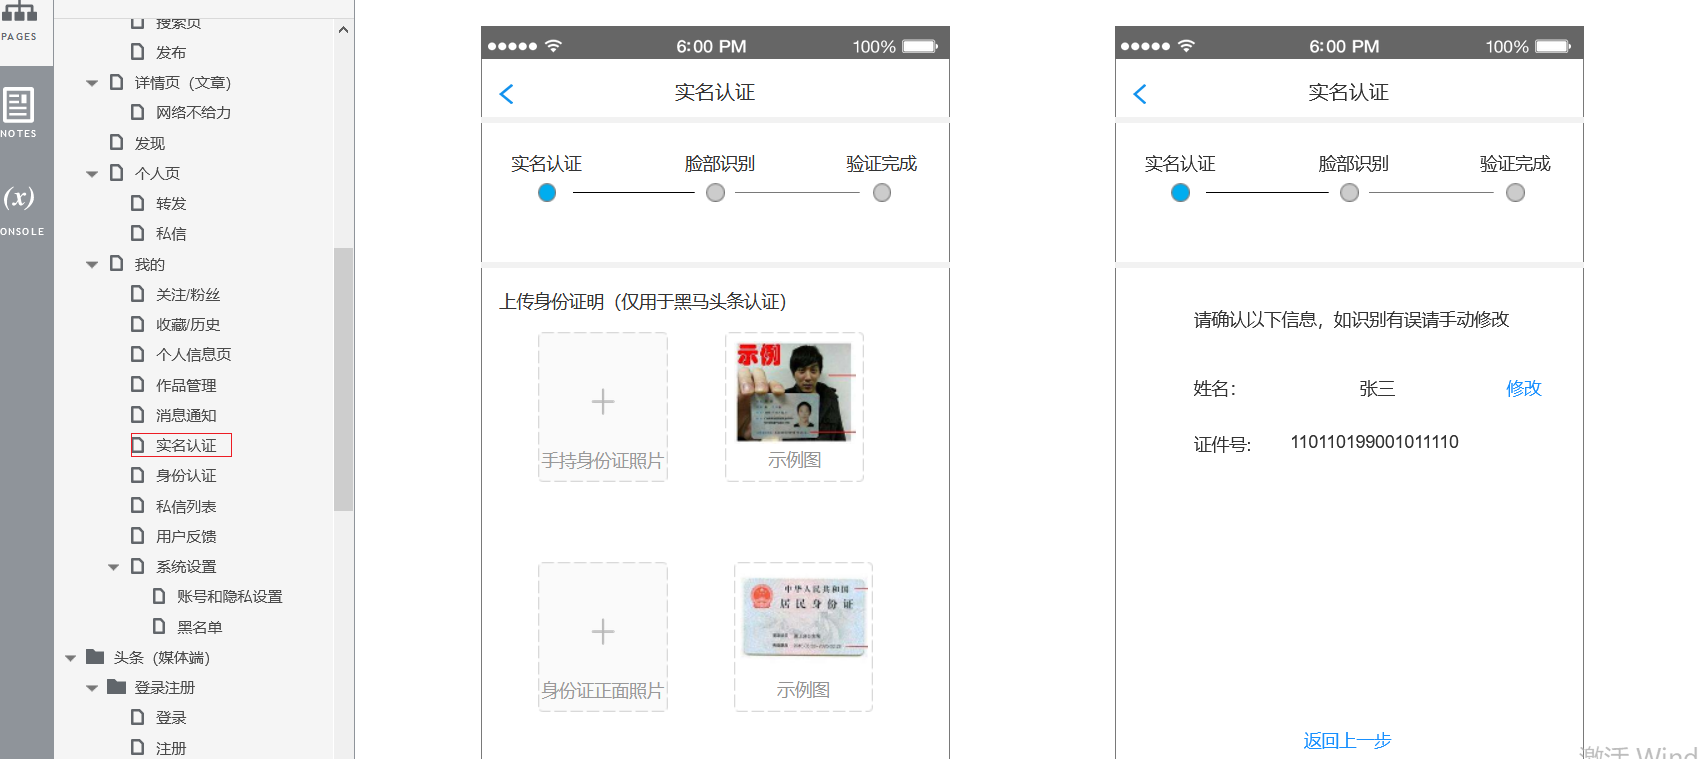 PAGES
NOTES
(x)
ONSOLE
搜索页
发布
详情页（文章）
网络不给力
发现
个人页
转发
私信
我的
关注/粉丝
收藏/历史
个人信息页
作品管理
消息通知
实名认证
身份认证
私信列表
用户反馈
系统设置
账号和隐私设置
黑名单
头条（媒体端）
登录注册
登录
注册
6:00 PM
100%
实名认证
实名认证
脸部识别
验证完成
上传身份证明（仅用于黑马头条认证）
手持身份证照片
示例
示例图
身份证正面照片
中华人民共和国
居民身份证
示例图
6:00 PM
100%
实名认证
实名认证
脸部识别
验证完成
请确认以下信息，如识别有误请手动修改
姓名：
张三
修改
证件号:
110110199001011110
返回上一步
激活 Wind